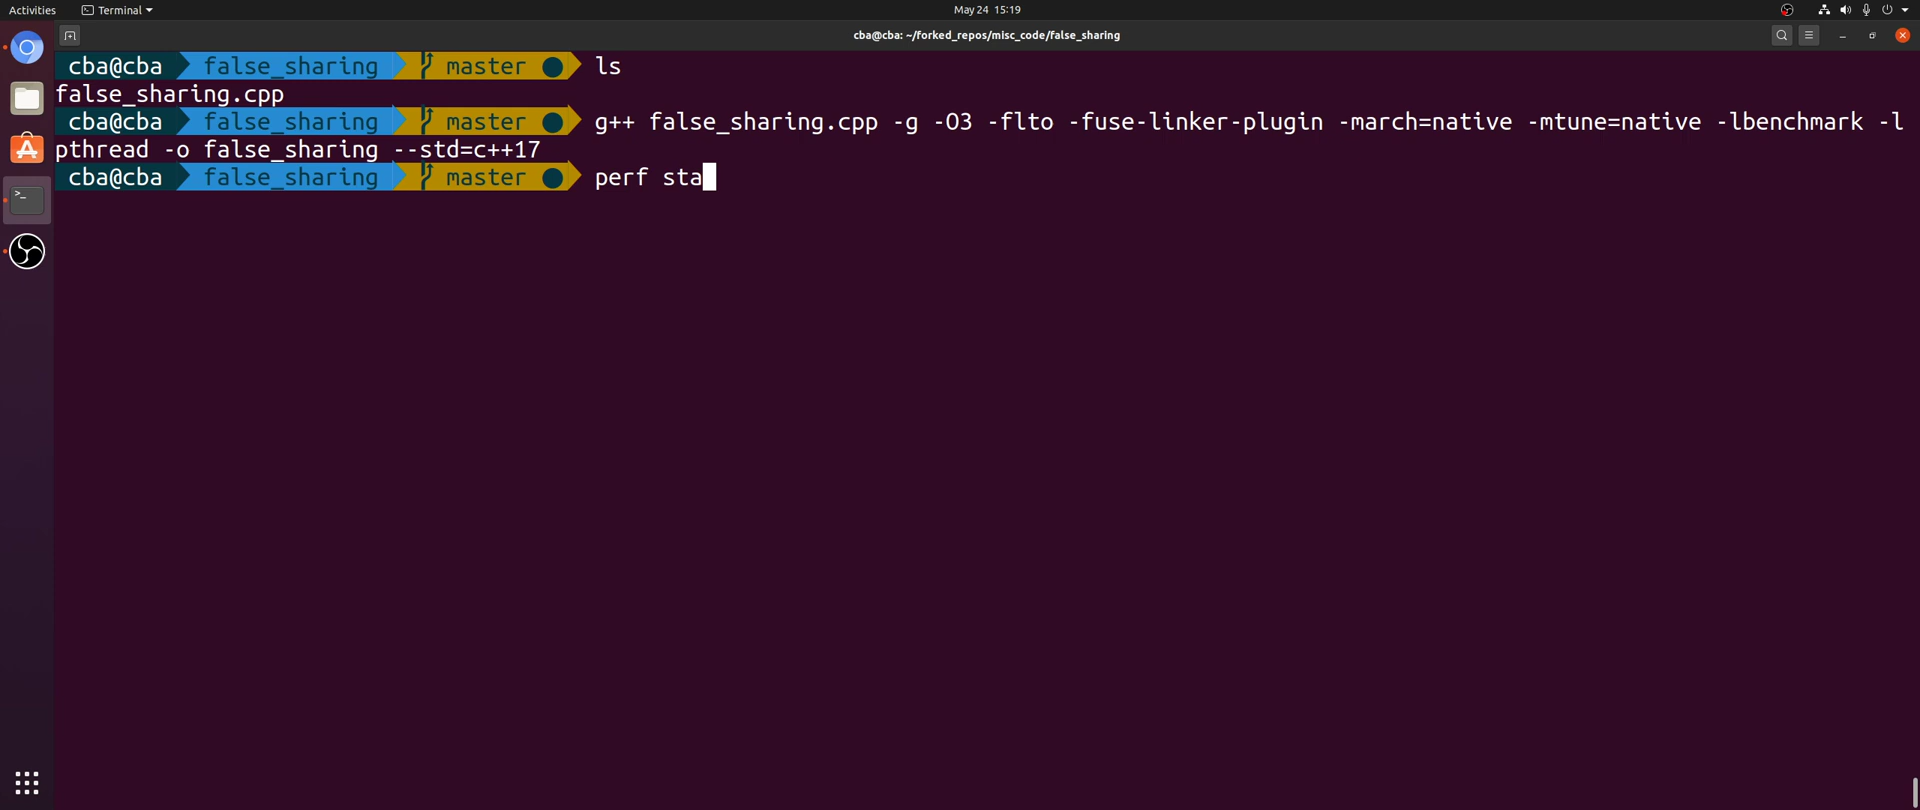 Activities Terminal May 24 15:19
cba@cba: ~/forked_repos/misc_code/false_sharing
cba@cba false_sharing master ls
false_sharing.cpp
cba@cba false_sharing master g++ false_sharing.cpp -g -O3 -flto -fuse-linker-plugin -march=native -mtune=native -lbenchmark -l
pthread -o false_sharing --std=c++17
cba@cba false_sharing master perf sta